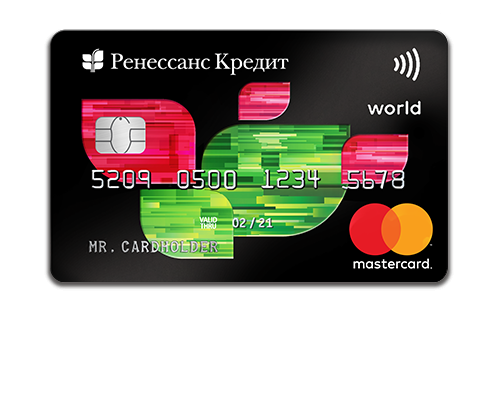 Ренессанс Кредит
world
5209 0500 1234 5678
VALID
THRU 02/21
MR. CARDHOLDER
mastercard.